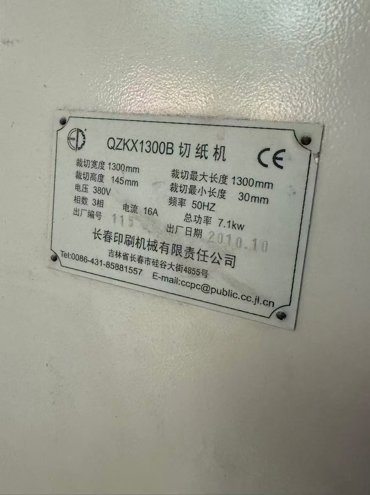 QZKX1300B 切纸机 CE
裁切宽度 1300mm 裁切最大长度 1300mm
裁切高度 145mm 裁切最小长度 30mm
电压 380V 频率 50HZ
相数 3相 电流 16A 总功率 7.1kw
出厂编号 115 出厂日期 2010.10
长春印刷机械有限责任公司
吉林省长春市硅谷大街4855号
Tel:0086-431-85881557 E-mail:ccpc@public.cc.jl.cn